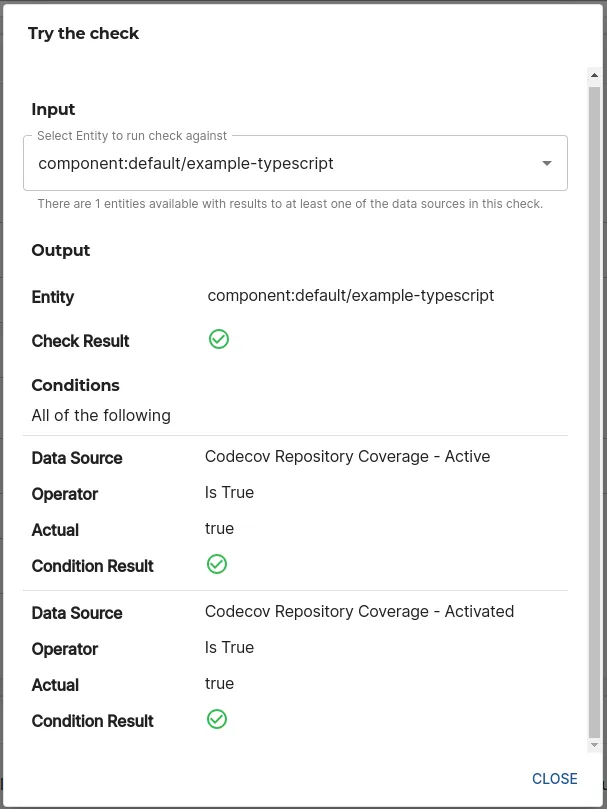 Try the check
Input
Select Entity to run check against
component:default/example-typescript
There are 1 entities available with results to at least one of the data sources in this check.
Output
Entity component:default/example-typescript
Check Result
Conditions
All of the following
Data Source Codecov Repository Coverage - Active
Operator Is True
Actual true
Condition Result
Data Source Codecov Repository Coverage - Activated
Operator Is True
Actual true
Condition Result
CLOSE